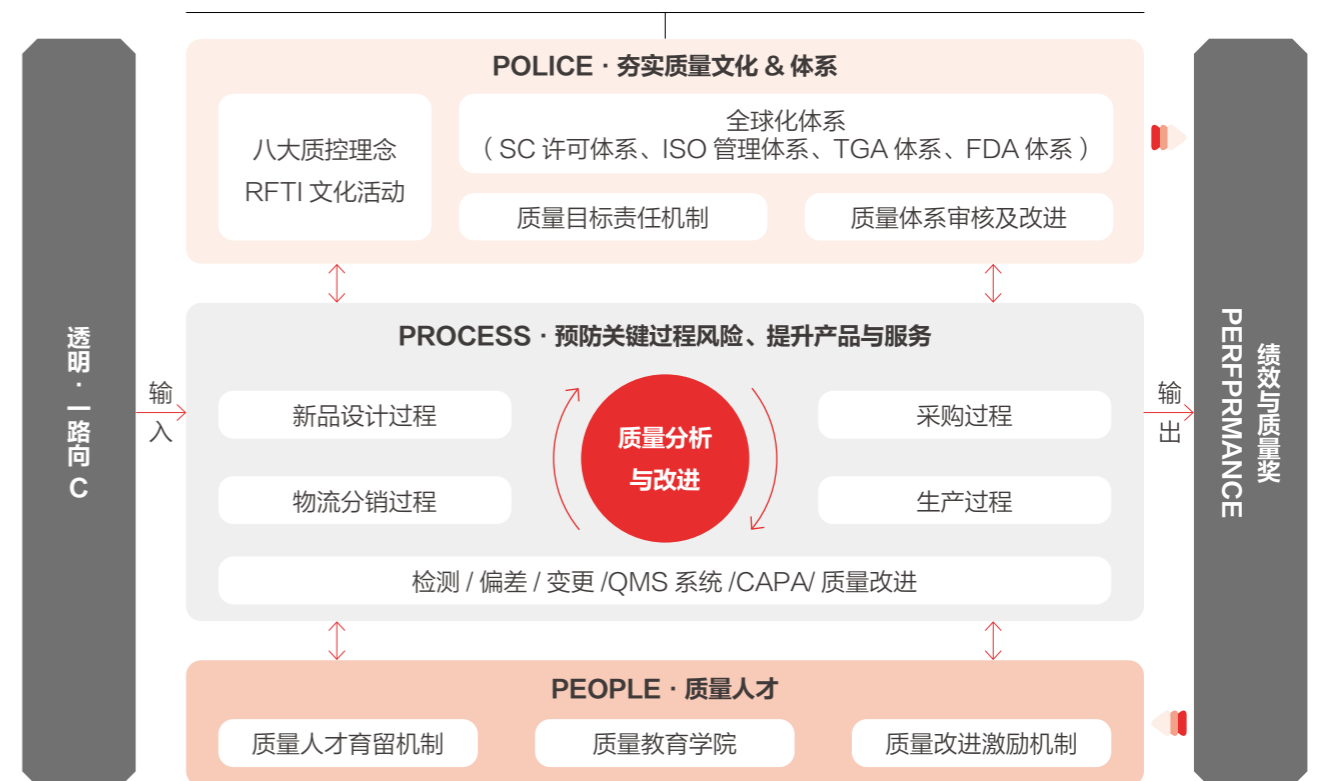 POLICE · 夯实质量文化 & 体系
八大质控理念
RFTI 文化活动
全球化体系
（ SC 许可体系、ISO 管理体系、TGA 体系、FDA 体系 ）
质量目标责任机制
质量体系审核及改进
透明 · 一路向 C
输
入
PROCESS · 预防关键过程风险、提升产品与服务
新品设计过程
物流分销过程
质量分析
与改进
采购过程
生产过程
检测 / 偏差 / 变更 /QMS 系统 /CAPA/ 质量改进
输
出
绩效与质量奖
PERFPRMANCE
PEOPLE · 质量人才
质量人才育留机制
质量教育学院
质量改进激励机制